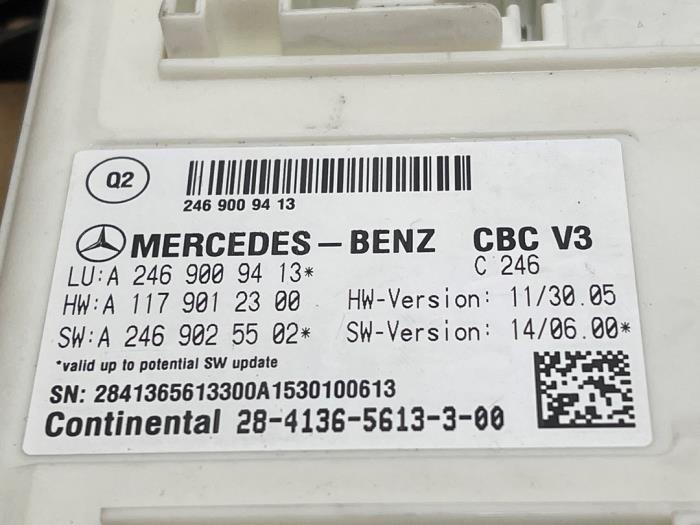 Q2
246 900 94 13
MERCEDES-BENZ CBC V3
C 246
LU: A 246 900 94 13*
HW: A 117 901 23 00 HW-Version: 11/30.05
SW: A 246 902 55 02* SW-Version: 14/06.00*
*valid up to potential SW update
SN: 2841365613300A1530100613
Continental 28-4136-5613-3-00